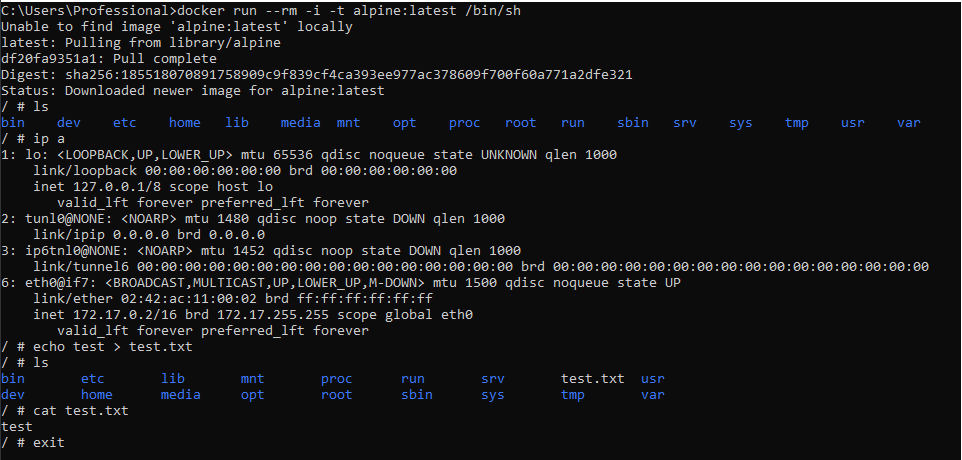 C:\Users\Professional>docker run --rm -i -t alpine:latest /bin/sh
Unable to find image 'alpine:latest' locally
latest: Pulling from library/alpine
df20fa9351a1: Pull complete
Digest: sha256:185518070891758909c9f839cf4ca393ee977ac378609f700f60a771a2dfe321
Status: Downloaded newer image for alpine:latest
/ # ls
bin    dev    etc    home   lib    media  mnt    opt    proc   root   run    sbin   srv    sys    tmp    usr    var
/ # ip a
1: lo: <LOOPBACK,UP,LOWER_UP> mtu 65536 qdisc noqueue state UNKNOWN qlen 1000
    link/loopback 00:00:00:00:00:00 brd 00:00:00:00:00:00
    inet 127.0.0.1/8 scope host lo
       valid_lft forever preferred_lft forever
2: tunl0@NONE: <NOARP> mtu 1480 qdisc noop state DOWN qlen 1000
    link/ipip 0.0.0.0 brd 0.0.0.0
3: ip6tnl0@NONE: <NOARP> mtu 1452 qdisc noop state DOWN qlen 1000
    link/tunnel6 00:00:00:00:00:00:00:00:00:00:00:00:00:00:00:00 brd 00:00:00:00:00:00:00:00:00:00:00:00:00:00:00:00
6: eth0@if7: <BROADCAST,MULTICAST,UP,LOWER_UP,M-DOWN> mtu 1500 qdisc noqueue state UP
    link/ether 02:42:ac:11:00:02 brd ff:ff:ff:ff:ff:ff
    inet 172.17.0.2/16 brd 172.17.255.255 scope global eth0
       valid_lft forever preferred_lft forever
/ # echo test > test.txt
/ # ls
bin       etc       lib       mnt       proc      run       srv       test.txt  usr
dev       home      media     opt       root      sbin      sys       tmp       var
/ # cat test.txt
test
/ # exit